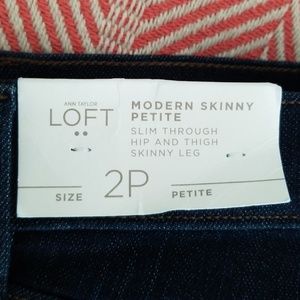 ANN TAYLOR
LOFT
MODERN SKINNY
PETITE
SLIM THROUGH
HIP AND THIGH
SKINNY LEG
SIZE 2P PETITE